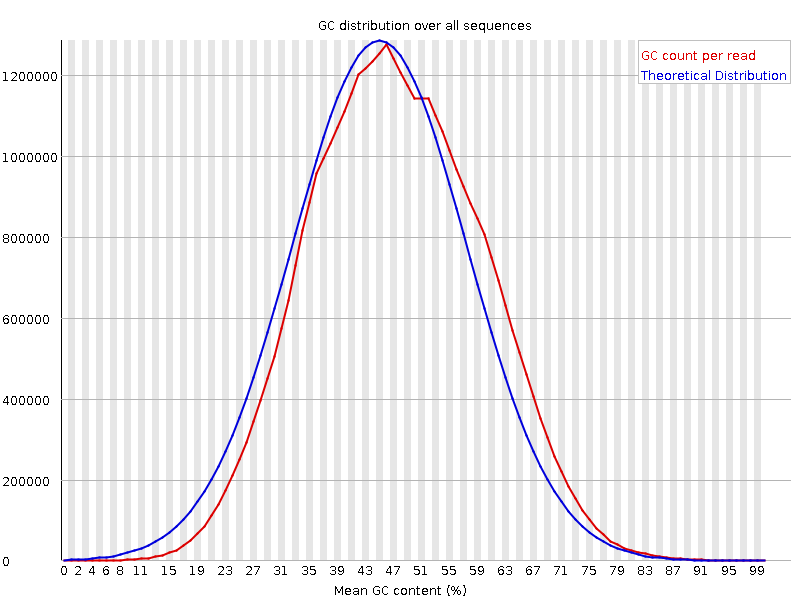 GC distribution over all sequences
GC count per read
Theoretical Distribution
1200000
1000000
800000
600000
400000
200000
0
0 2 4 6 8 11 15 19 23 27 31 35 39 43 47 51 55 59 63 67 71 75 79 83 87 91 95 99
Mean GC content (%)